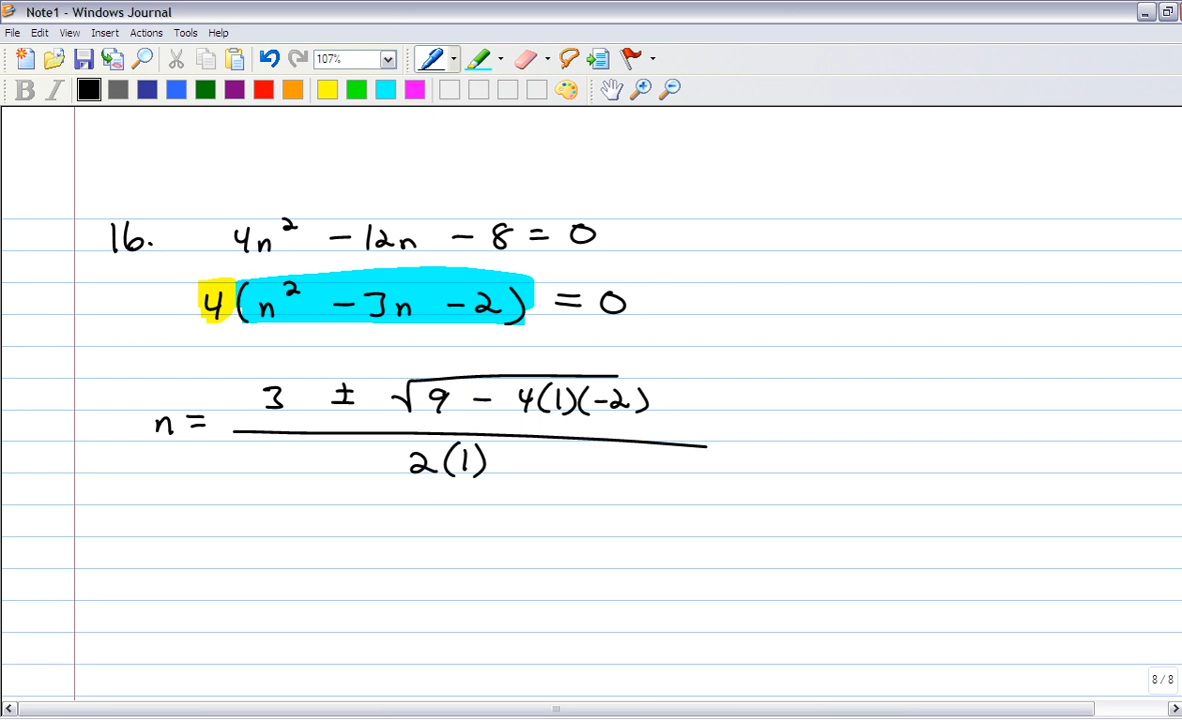 Note1 - Windows Journal
File Edit View Insert Actions Tools Help
107%
B I
16. 4n² - 12n - 8 = 0
4(n² - 3n - 2) = 0
3 ± √9 - 4(1)(-2)
n =
2(1)
8 / 8